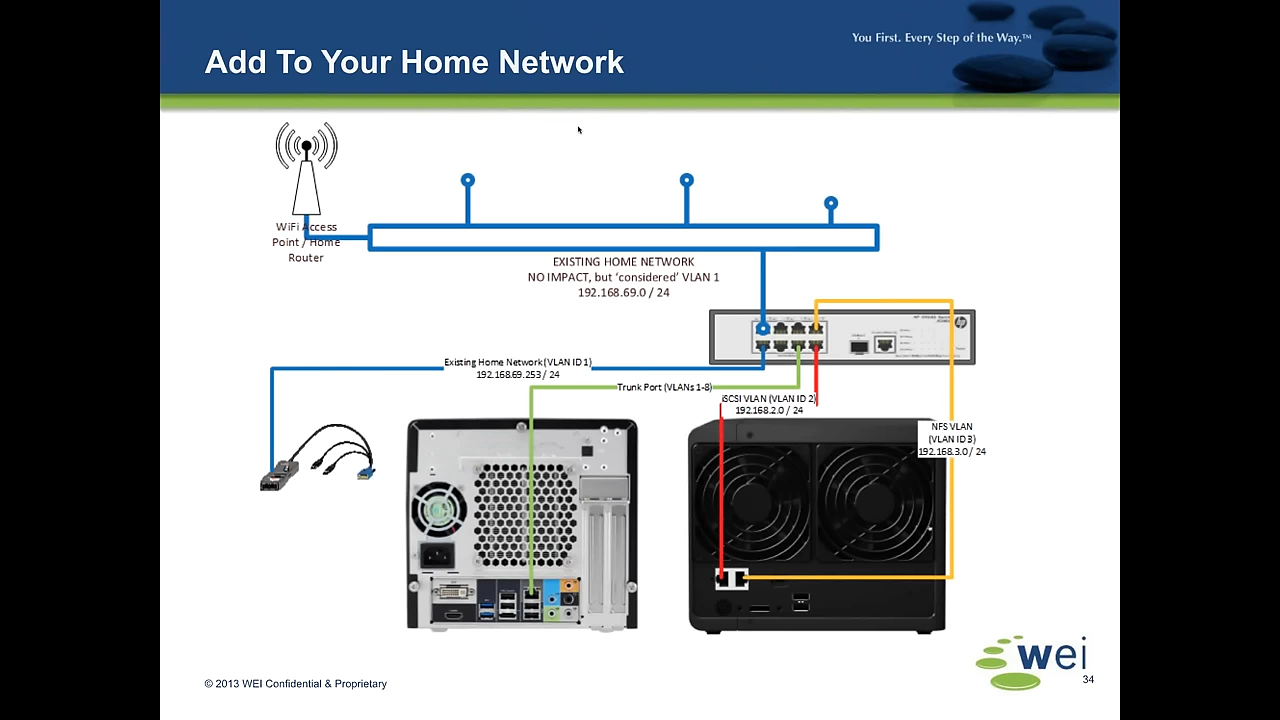 You First. Every Step of the Way.™
Add To Your Home Network
WiFi Access
Point / Home
Router
EXISTING HOME NETWORK
NO IMPACT, but ‘considered’ VLAN 1
192.168.69.0 / 24
Existing Home Network (VLAN ID 1)
192.168.69.253 / 24
Trunk Port (VLANs 1-8)
iSCSI VLAN (VLAN ID 2)
192.168.2.0 / 24
NFS VLAN
(VLAN ID 3)
192.168.3.0 / 24
hp
wei
© 2013 WEI Confidential & Proprietary
34